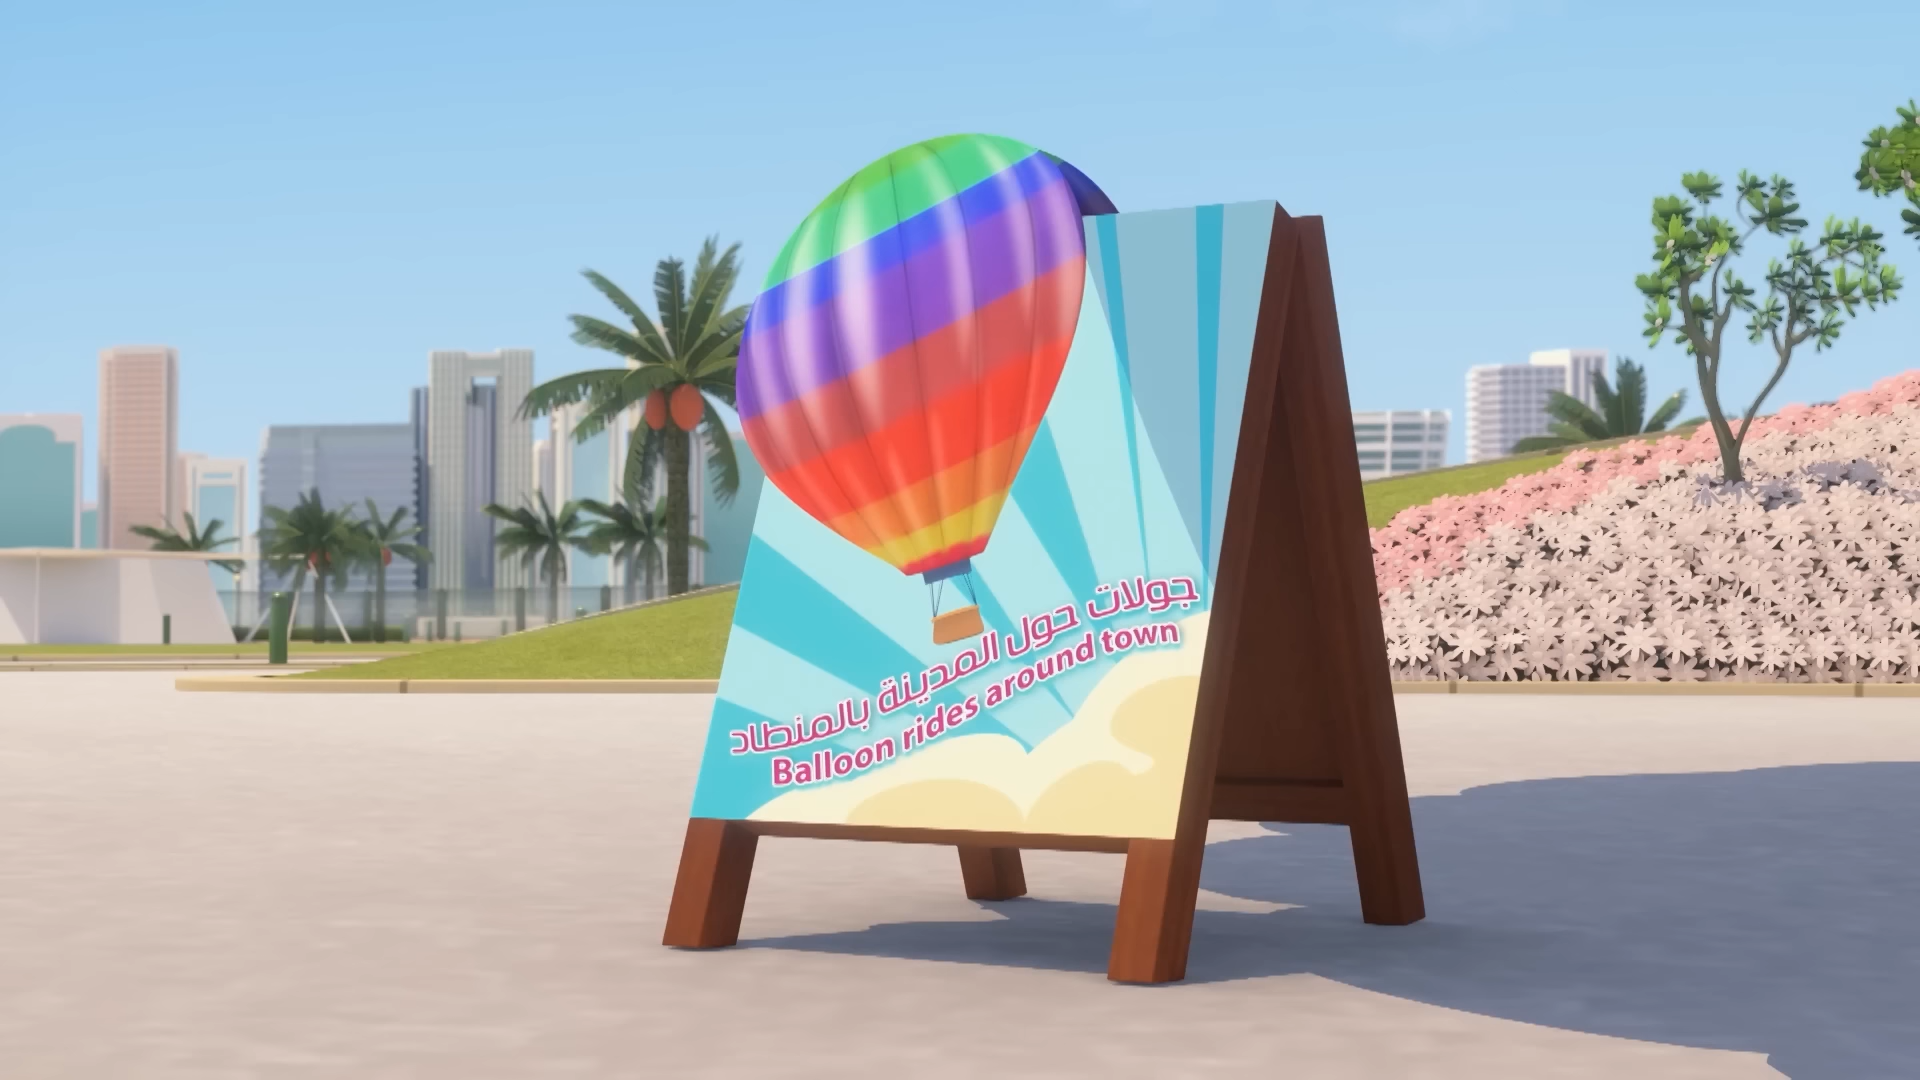 جولات حول المدينة بالمنطاد
Balloon rides around town